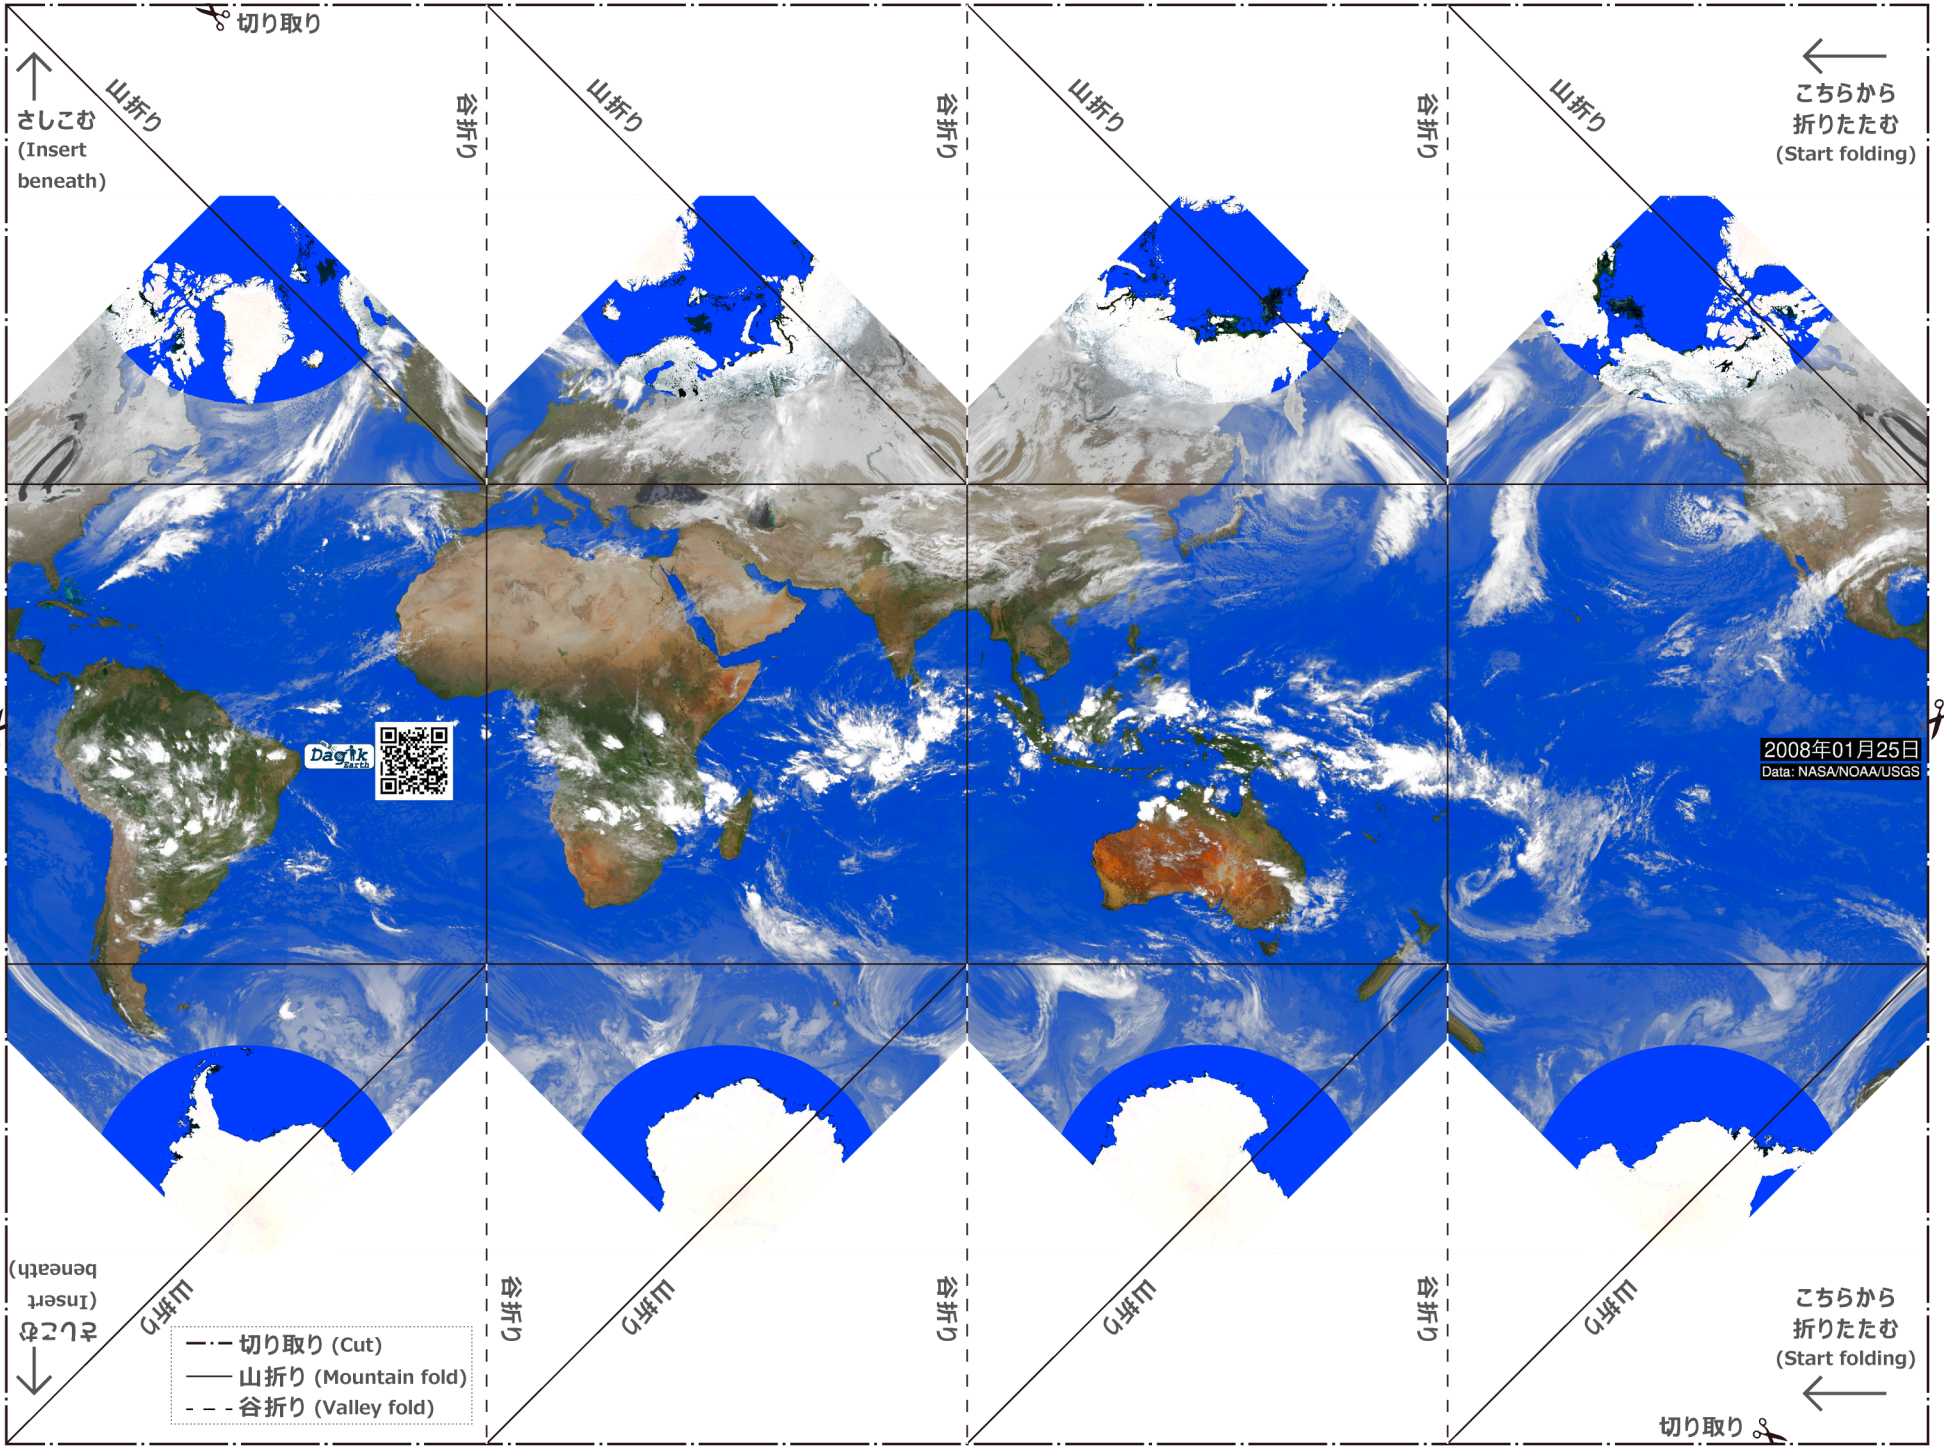 切り取り
山折り
谷折り
山折り
谷折り
山折り
谷折り
山折り
こちらから
折りたたむ
(Start folding)
さしこむ
(Insert
beneath)
Dagik
Earth
2008年01月25日
Data: NASA/NOAA/USGS
さしこむ
(Insert
beneath)
山折り
谷折り
山折り
谷折り
山折り
谷折り
山折り
こちらから
折りたたむ
(Start folding)
切り取り (Cut)
山折り (Mountain fold)
谷折り (Valley fold)
切り取り